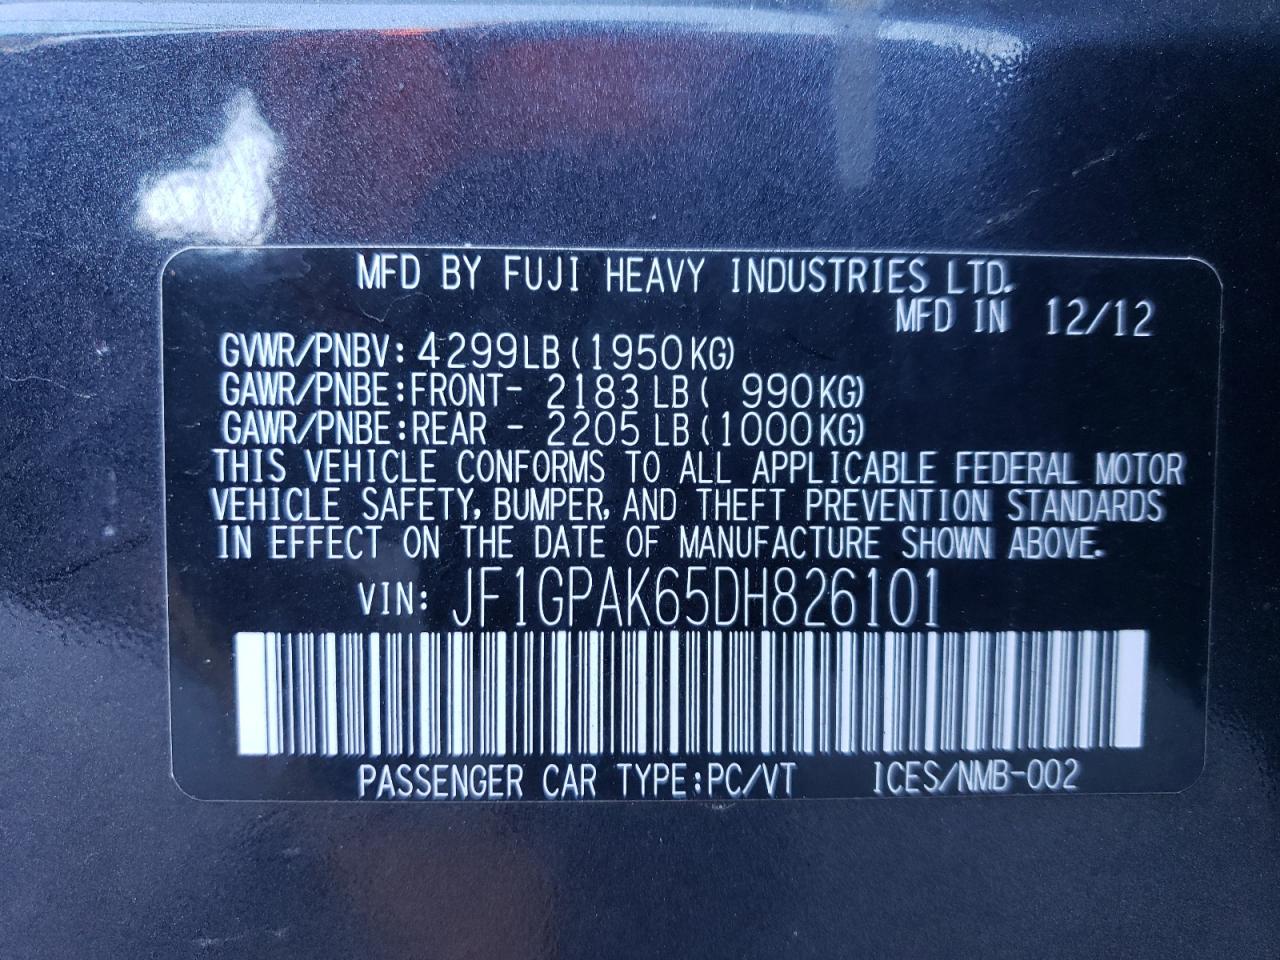 MFD BY FUJI HEAVY INDUSTRIES LTD.
MFD IN 12/12
GVWR/PNBV: 4299LB (1950KG)
GAWR/PNBE:FRONT- 2183 LB ( 990KG)
GAWR/PNBE:REAR - 2205 LB (1000KG)
THIS VEHICLE CONFORMS TO ALL APPLICABLE FEDERAL MOTOR
VEHICLE SAFETY, BUMPER, AND THEFT PREVENTION STANDARDS
IN EFFECT ON THE DATE OF MANUFACTURE SHOWN ABOVE.
VIN: JF1GPAK65DH826101
PASSENGER CAR TYPE:PC/VT ICES/NMB-002